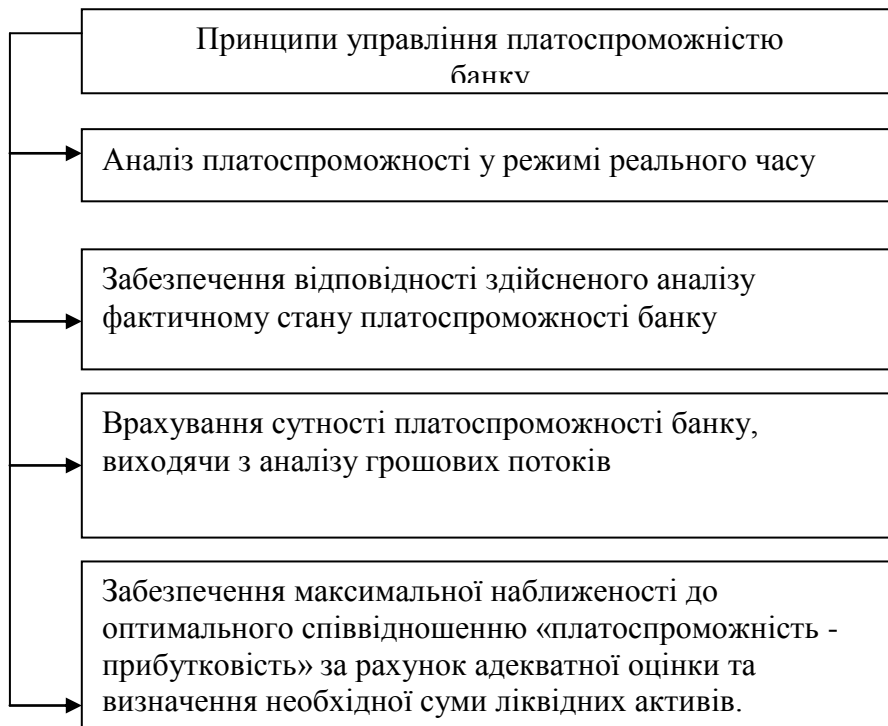 Принципи управління платоспроможністю
банку
Аналіз платоспроможності у режимі реального часу
Забезпечення відповідності здійсненого аналізу
фактичному стану платоспроможності банку
Врахування сутності платоспроможності банку,
виходячи з аналізу грошових потоків
Забезпечення максимальної наближеності до
оптимального співвідношенню «платоспроможність -
прибутковість» за рахунок адекватної оцінки та
визначення необхідної суми ліквідних активів.